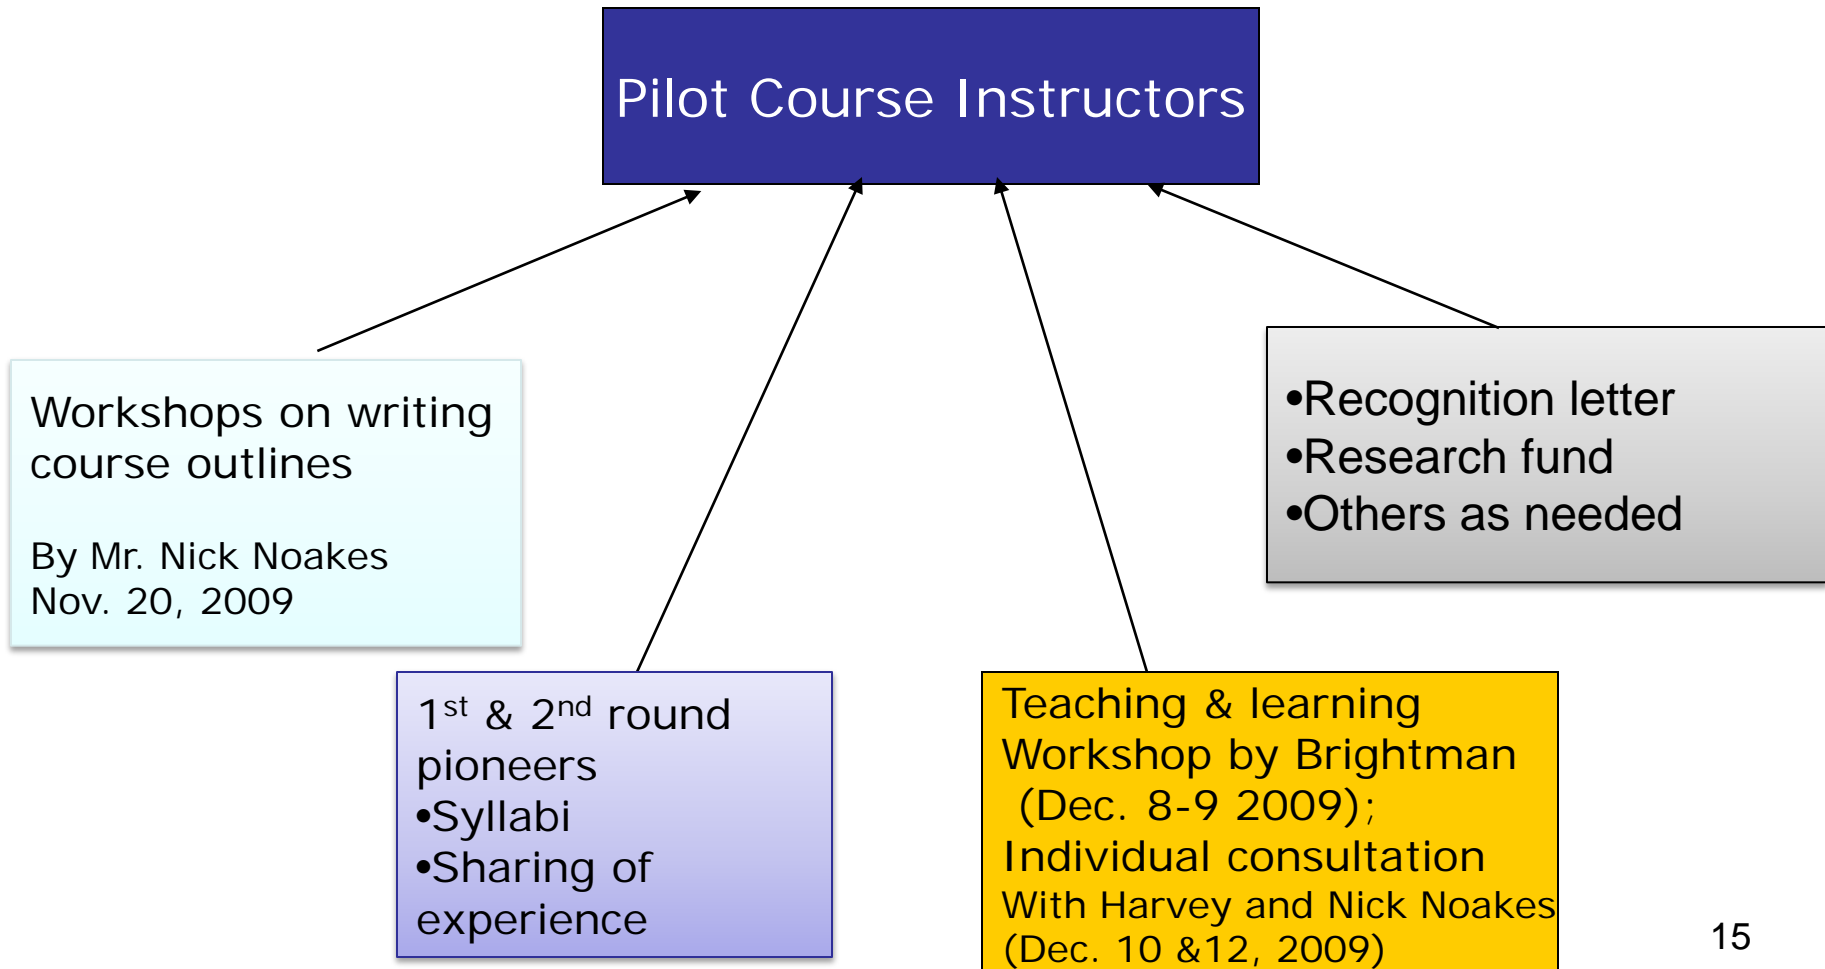 Pilot Course Instructors
Workshops on writing
course outlines
By Mr. Nick Noakes
Nov. 20, 2009
1st & 2nd round
pioneers
•Syllabi
•Sharing of
experience
Teaching & learning
Workshop by Brightman
(Dec. 8-9 2009);
Individual consultation
With Harvey and Nick Noakes
(Dec. 10 &12, 2009)
•Recognition letter
•Research fund
•Others as needed
15